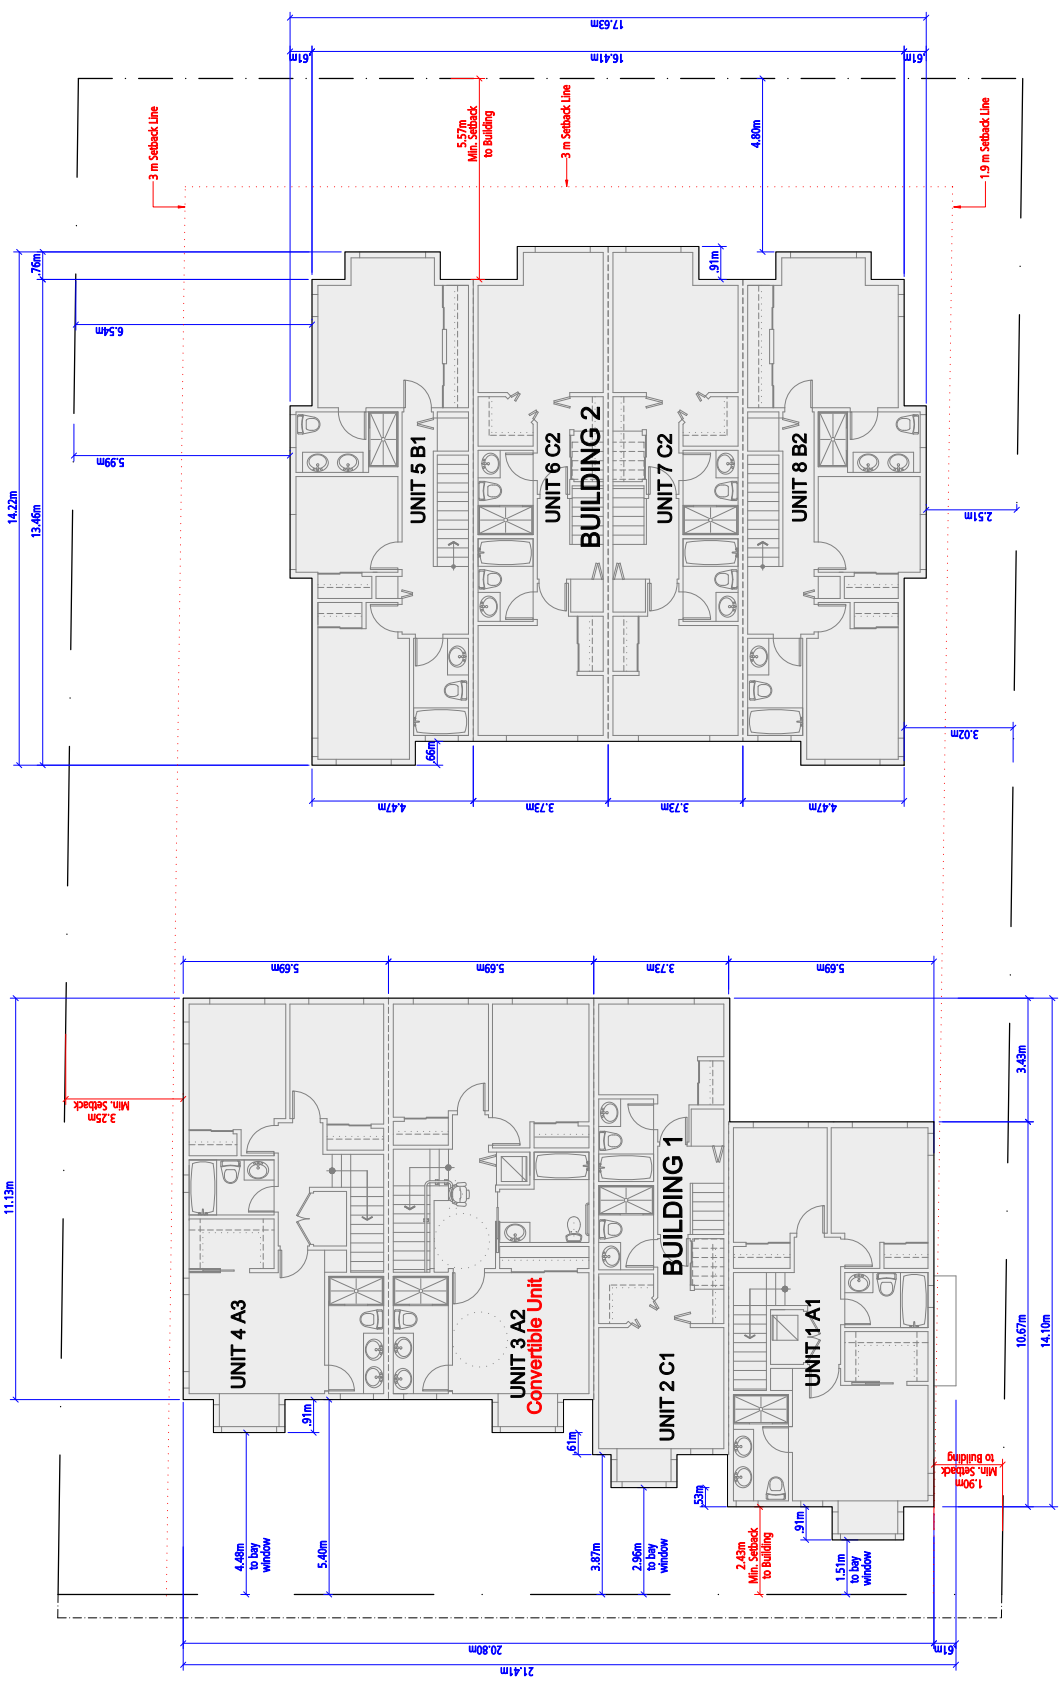 17.63m
.61m
16.41m
.61m
3 m Setback Line
5.57m
Min. Setback
to Building
3 m Setback Line
4.80m
1.9 m Setback Line
.76m
.91m
6.54m
5.99m
14.22m
13.46m
UNIT 5 B1
UNIT 6 C2
BUILDING 2
UNIT 7 C2
UNIT 8 B2
2.51m
3.02m
.66m
4.47m
3.73m
3.73m
4.47m
5.69m
5.69m
3.73m
5.69m
3.43m
3.25m
Min. Setback
11.13m
BUILDING 1
UNIT 4 A3
UNIT 3 A2
Convertible Unit
UNIT 2 C1
UNIT 1 A1
10.67m
14.10m
.91m
.61m
.53m
.91m
1.90m
Min. Setback
to Building
4.48m
to bay
window
5.40m
3.87m
2.96m
to bay
window
2.43m
Min. Setback
to Building
1.51m
to bay
window
20.80m
.61m
21.41m